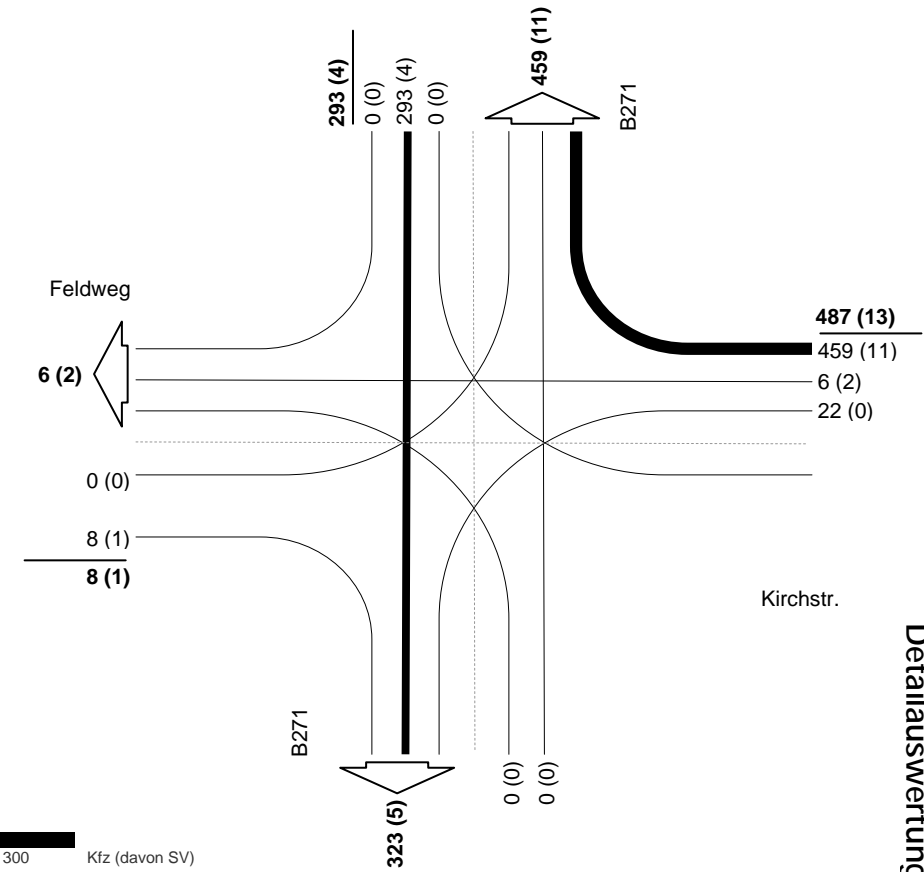 293 (4)
0 (0)
293 (4)
0 (0)
459 (11)
B271
Feldweg
487 (13)
459 (11)
6 (2)
22 (0)
6 (2)
0 (0)
8 (1)
8 (1)
Kirchstr.
B271
323 (5)
0 (0)
0 (0)
300 Kfz (davon SV)
Detailauswertung